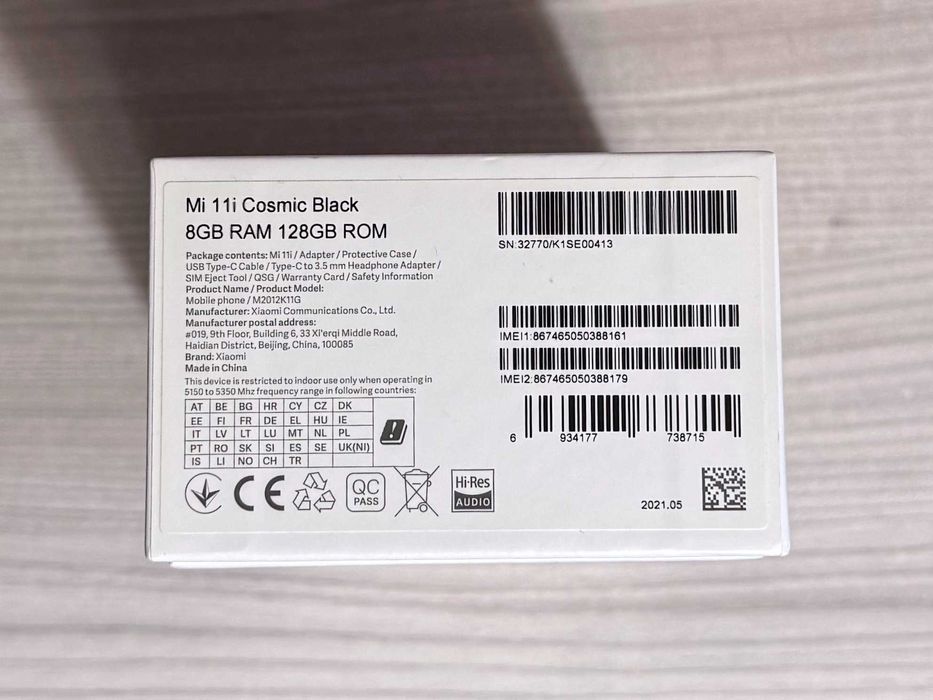 Mi 11i Cosmic Black
8GB RAM 128GB ROM
Package contents: Mi 11i / Adapter / Protective Case /
USB Type-C Cable / Type-C to 3.5 mm Headphone Adapter /
SIM Eject Tool / QSG / Warranty Card / Safety Information
Product Name / Product Model:
Mobile phone / M2012K11G
Manufacturer: Xiaomi Communications Co., Ltd.
Manufacturer postal address:
#019, 9th Floor, Building 6, 33 Xi'erqi Middle Road,
Haidian District, Beijing, China, 100085
Brand: Xiaomi
Made in China
This device is restricted to indoor use only when operating in
5150 to 5350 Mhz frequency range in following countries:
AT BE BG HR CY CZ DK
EE FI FR DE EL HU IE
IT LV LT LU MT NL PL
PT RO SK SI ES SE UK(NI)
IS LI NO CH TR
CE
QC
PASS
Hi-Res
AUDIO
SN:32770/K1SE00413
IMEI1:867465050388161
IMEI2:867465050388179
6 934177 738715
2021.05